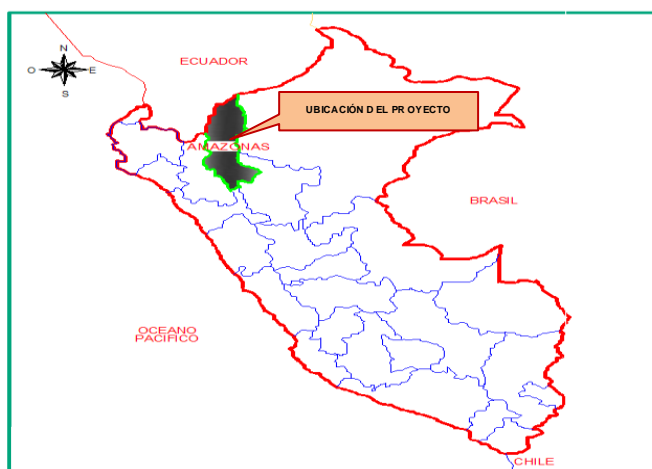 N
O E
S
ECUADOR
UBICACIÓN D EL PR OYECTO
AMAZONAS
BRASIL
OCEANO
PACIFICO
CHILE